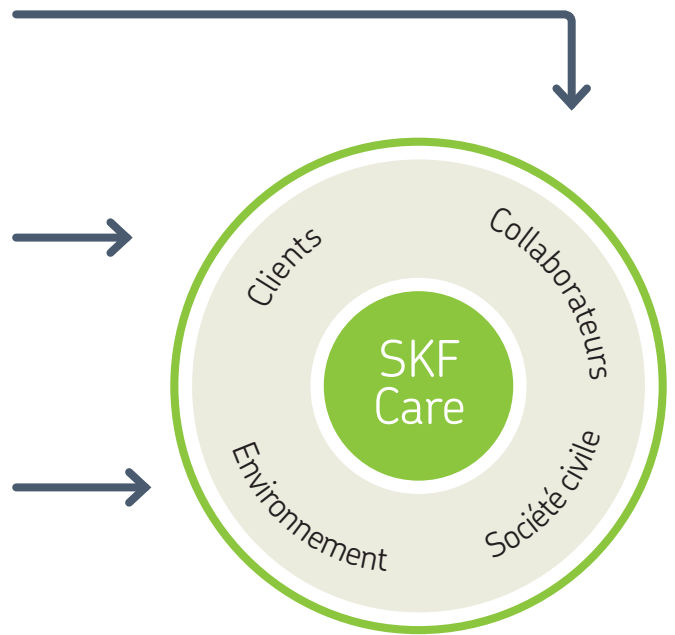 Clients
Collaborateurs
SKF
Care
Environnement
Société civile